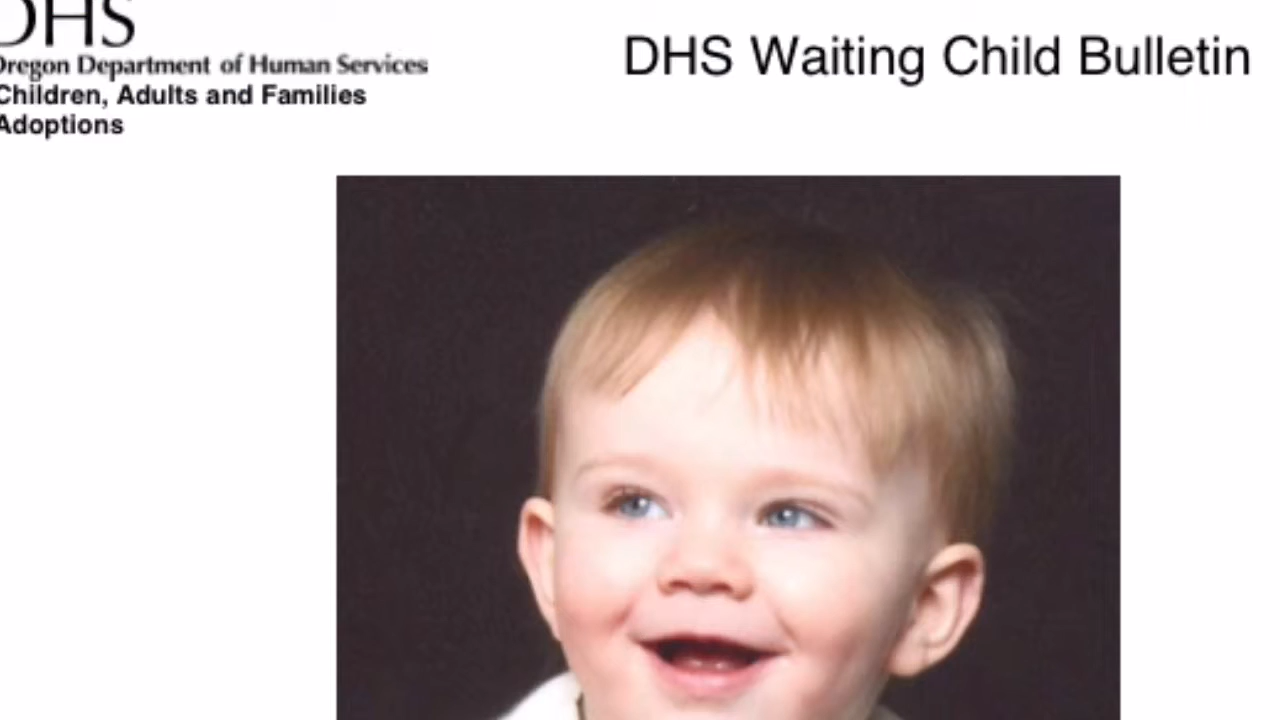 DHS
DHS Waiting Child Bulletin
Oregon Department of Human Services
Children, Adults and Families
Adoptions